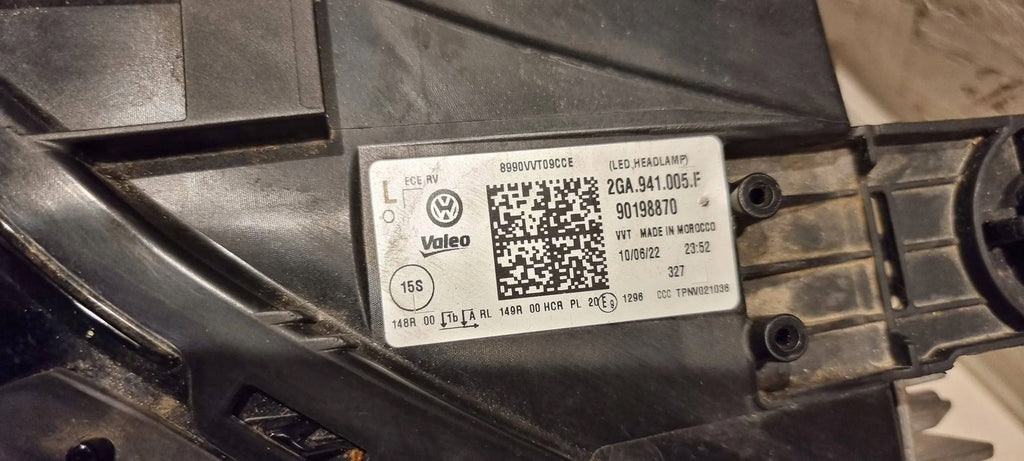 8990VVT09CCE
(LED,HEADLAMP)
L
ECE RV
O
Valeo
2GA.941.005.F
90198870
VVT MADE IN MOROCCO
10/06/22 23:52
327
15S
148R 00 1b A RL 149R 00 HCR PL 20 E9 1296
CCC TPNV021036